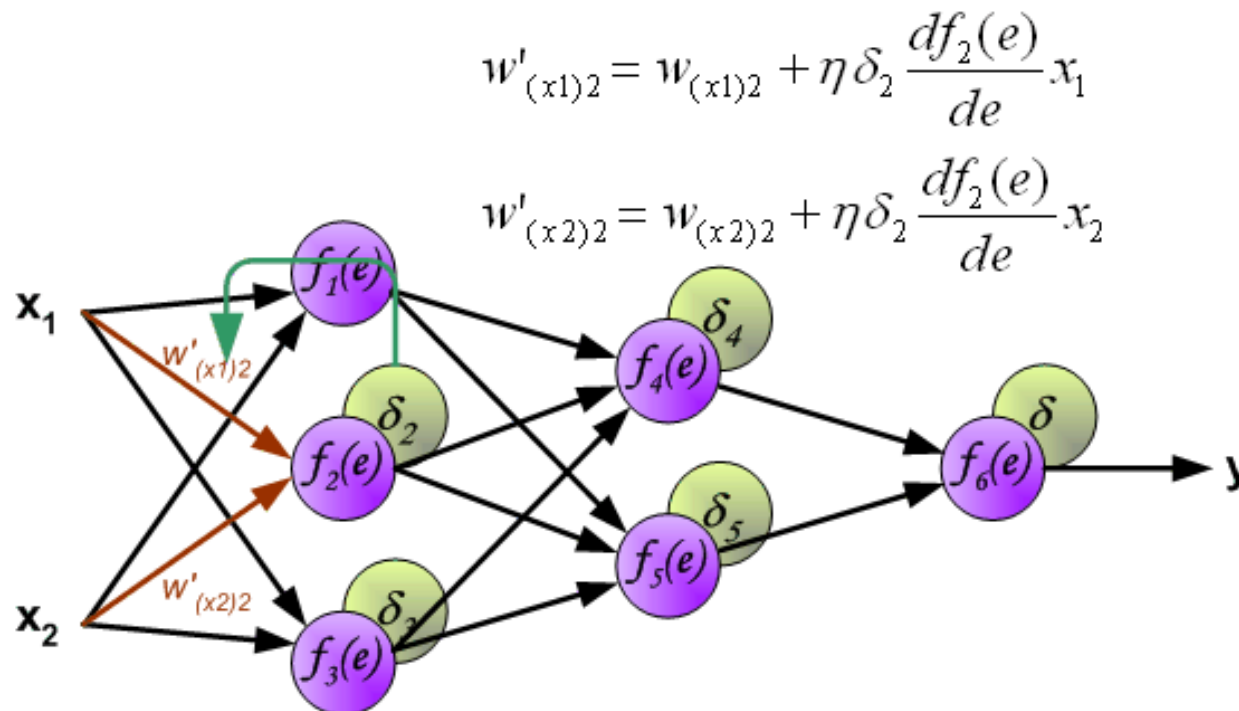 w'(x1)2 = w(x1)2 + η δ2 df2(e)/de x1
w'(x2)2 = w(x2)2 + η δ2 df2(e)/de x2
f1(e)
x1
w'(x1)2
δ4
f4(e)
δ2
f2(e)
δ
f6(e)
y
δ5
f5(e)
w'(x2)2
x2
δ3
f3(e)